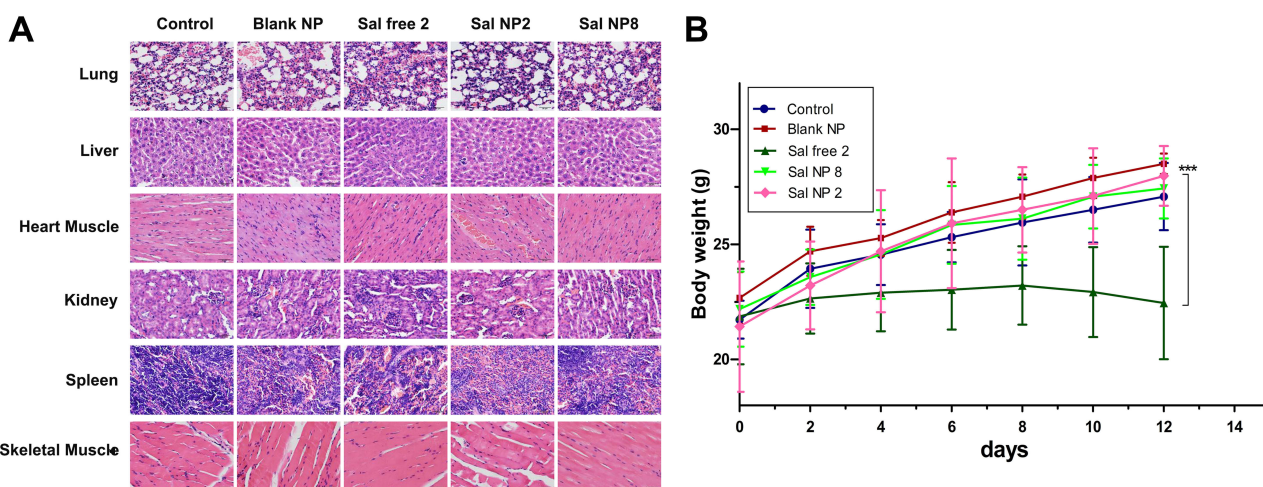 A
Control Blank NP Sal free 2 Sal NP2 Sal NP8
Lung
Liver
Heart Muscle
Kidney
Spleen
Skeletal Muscle
B
Body weight (g)
30
25
20
Control
Blank NP
Sal free 2
Sal NP 8
Sal NP 2
***
0 2 4 6 8 10 12 14
days